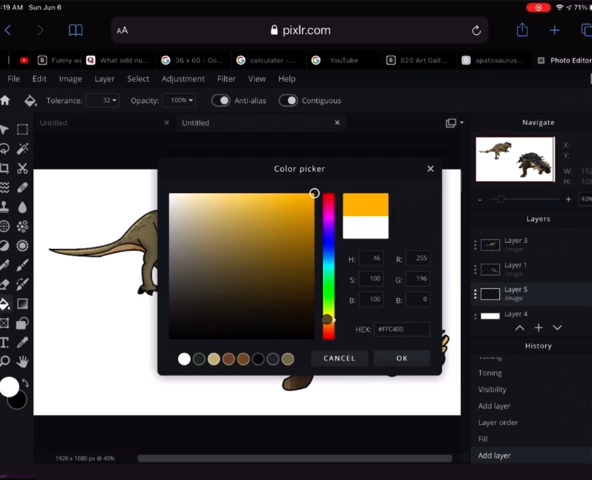 :19 AM Sun Jun 6
71%
AA
pixlr.com
Funny w
What odd nu
36 x 60 - Go...
calculator -...
YouTube
820 Art Gall
apatosaurus...
Photo Editor
File Edit Image Layer Select Adjustment Filter View Help
Tolerance: 32 Opacity: 100% Anti-alias Contiguous
Untitled
Untitled
Navigate
X:
Y:
W: 192
H: 108
40%
Color picker
H: 46 R: 255
S: 100 G: 196
B: 100 B: 0
HEX: #FFC400
CANCEL OK
Layers
Layer 3
Image
Layer 1
Image
Layer 5
Image
Layer 4
History
Toning
Toning
Visibility
Add layer
Layer order
Fill
Add layer
1920 x 1080 px @ 40%